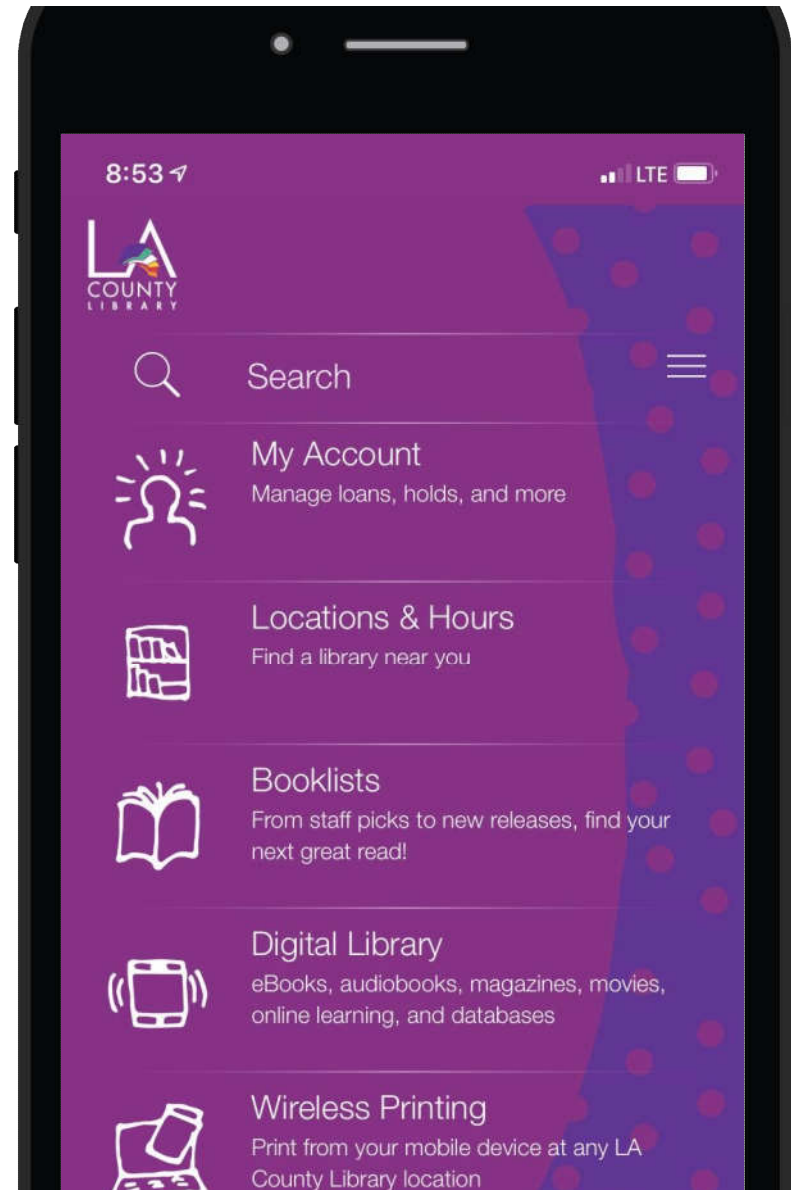 8:53
LTE
LA
COUNTY
LIBRARY
Search
My Account
Manage loans, holds, and more
Locations & Hours
Find a library near you
Booklists
From staff picks to new releases, find your
next great read!
Digital Library
eBooks, audiobooks, magazines, movies,
online learning, and databases
Wireless Printing
Print from your mobile device at any LA
County Library location